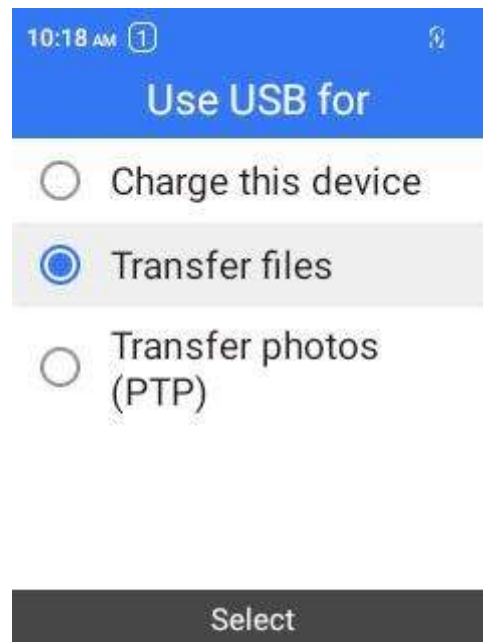 10:18 AM 1
Use USB for
Charge this device
Transfer files
Transfer photos
(PTP)
Select